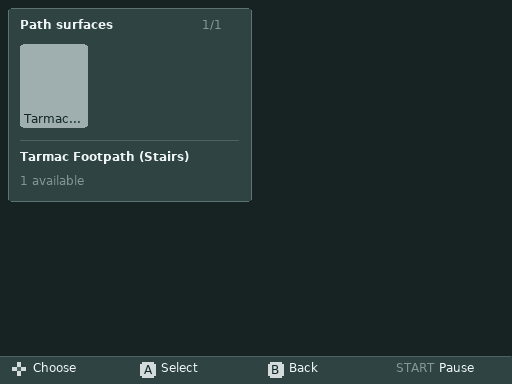 Path surfaces 1/1
Tarmac...
Tarmac Footpath (Stairs)
1 available
Choose A Select B Back START Pause